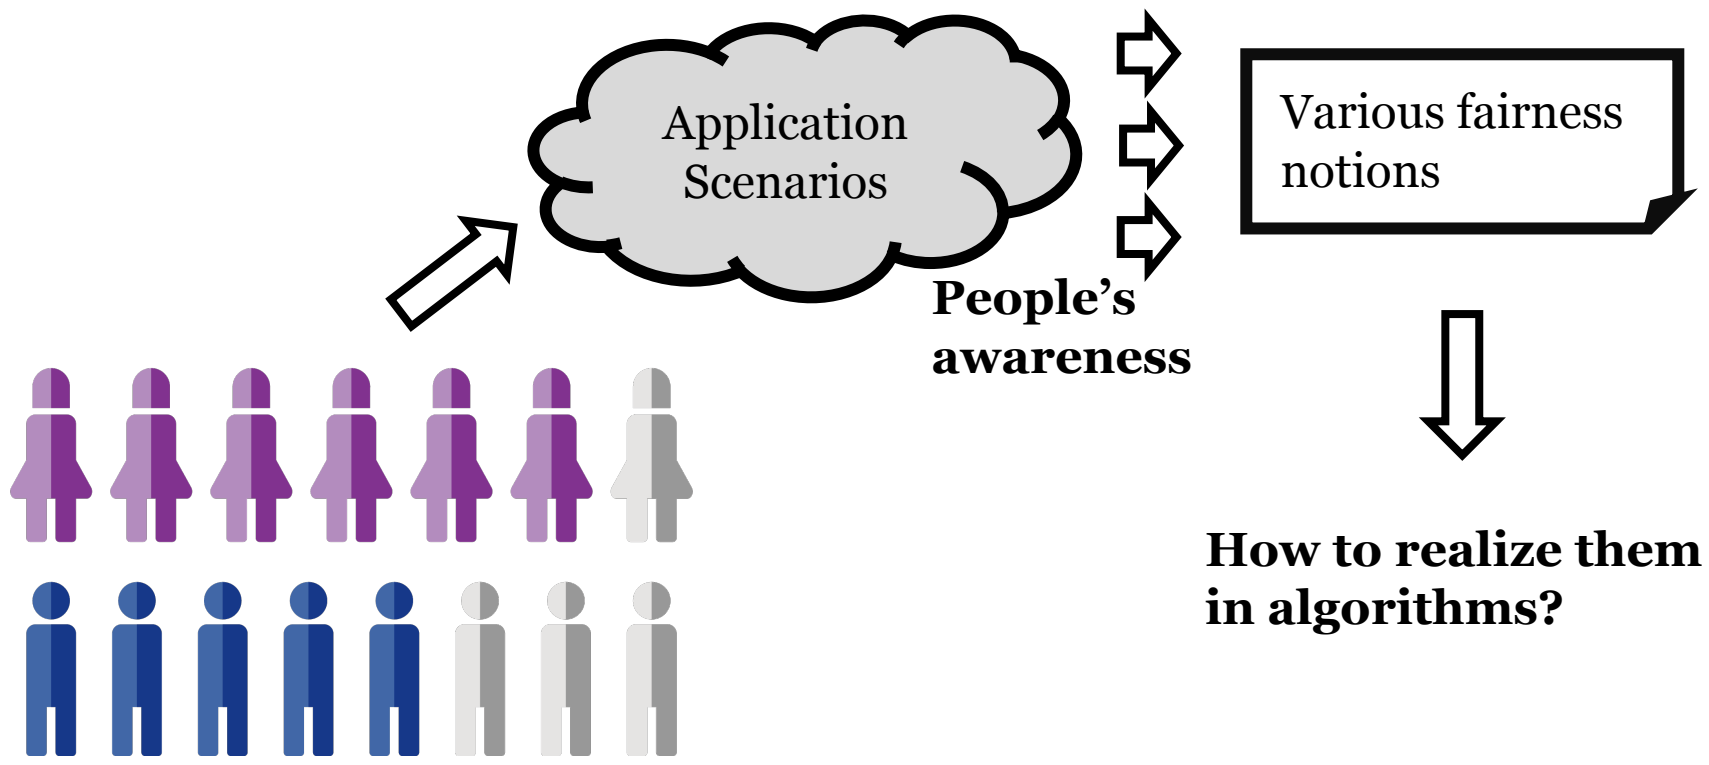 Application
Scenarios
Various fairness
notions
People’s
awareness
How to realize them
in algorithms?